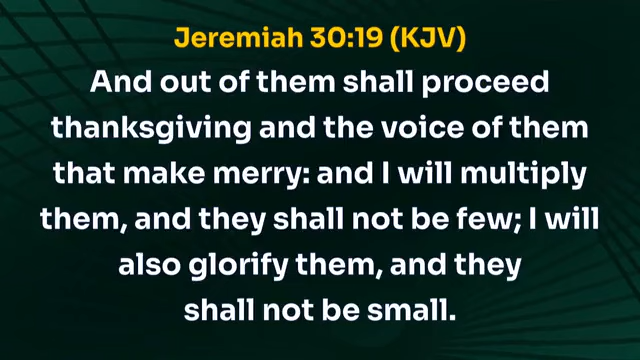 Jeremiah 30:19 (KJV)
And out of them shall proceed
thanksgiving and the voice of them
that make merry: and I will multiply
them, and they shall not be few; I will
also glorify them, and they
shall not be small.